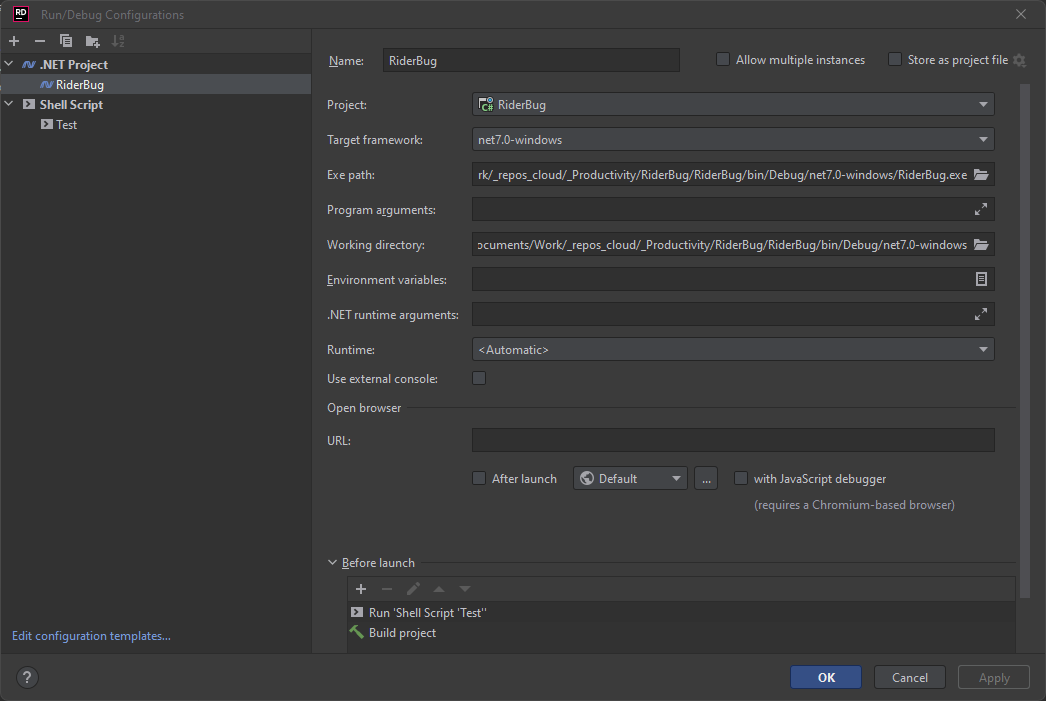 RD Run/Debug Configurations
.NET Project
RiderBug
Shell Script
Test
Edit configuration templates...
Name: RiderBug Allow multiple instances Store as project file
Project: C# RiderBug
Target framework: net7.0-windows
Exe path: rk/_repos_cloud/_Productivity/RiderBug/RiderBug/bin/Debug/net7.0-windows/RiderBug.exe
Program arguments:
Working directory: ocuments/Work/_repos_cloud/_Productivity/RiderBug/RiderBug/bin/Debug/net7.0-windows
Environment variables:
.NET runtime arguments:
Runtime: <Automatic>
Use external console:
Open browser
URL:
After launch Default ... with JavaScript debugger
(requires a Chromium-based browser)
Before launch
Run 'Shell Script 'Test''
Build project
? OK Cancel Apply